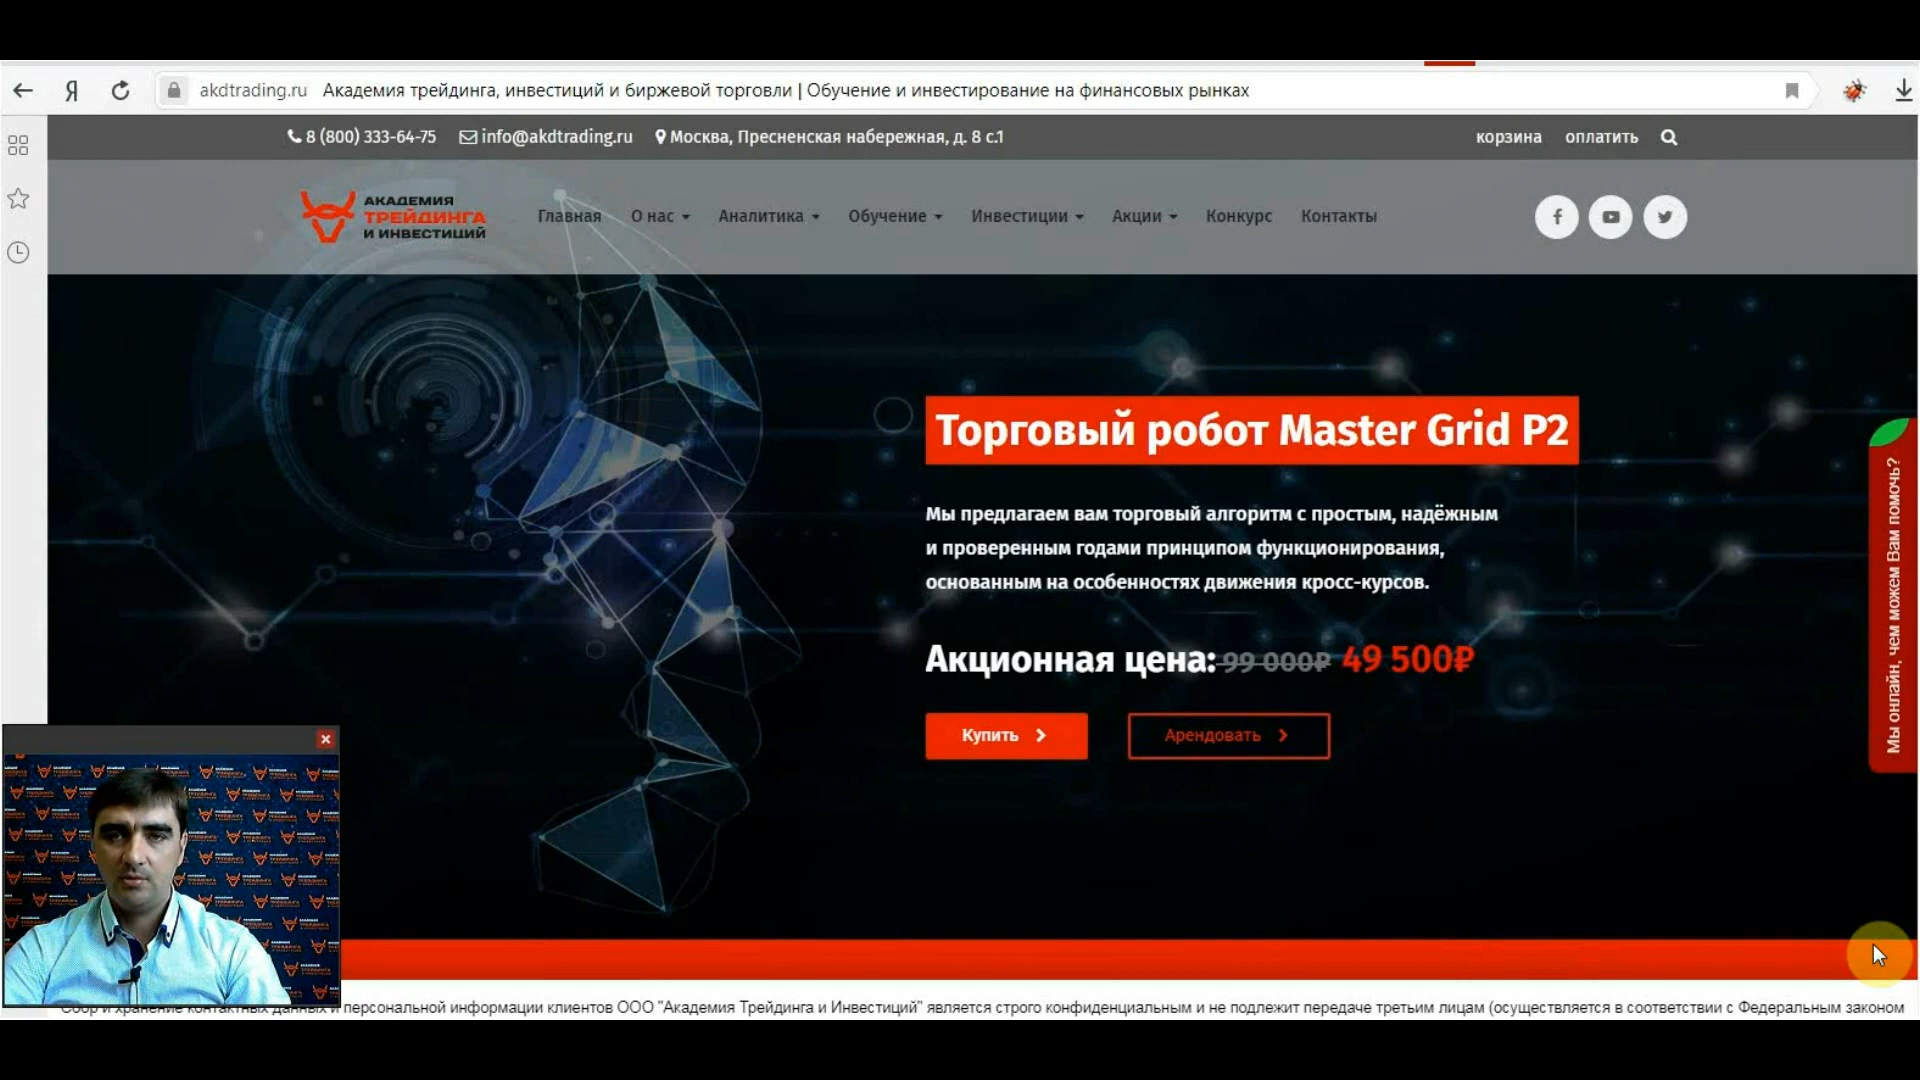 akdtrading.ru Академия трейдинга, инвестиций и биржевой торговли | Обучение и инвестирование на финансовых рынках
8 (800) 333-64-75 info@akdtrading.ru Москва, Пресненская набережная, д. 8 с.1 корзина оплатить
АКАДЕМИЯ
ТРЕЙДИНГА
И ИНВЕСТИЦИЙ
Главная О нас Аналитика Обучение Инвестиции Акции Конкурс Контакты
Торговый робот Master Grid P2
Мы предлагаем вам торговый алгоритм с простым, надёжным
и проверенным годами принципом функционирования,
основанным на особенностях движения кросс-курсов.
Акционная цена: 99 000₽ 49 500₽
Купить Арендовать
Мы онлайн, чем можем Вам помочь?
Сбор и хранение контактных данных и персональной информации клиентов ООО "Академия Трейдинга и Инвестиций" является строго конфиденциальным и не подлежит передаче третьим лицам (осуществляется в соответствии с Федеральным законом